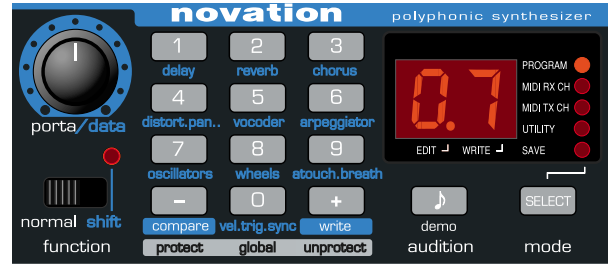 novation
polyphonic synthesizer
porta/data
normal shift
function
1 2 3
delay reverb chorus
4 5 6
distort.pan.. vocoder arpeggiator
7 8 9
oscillators wheels atouch.breath
- 0 +
compare vel.trig.sync write
protect global unprotect
0.7
EDIT WRITE
PROGRAM
MIDI RX CH
MIDI TX CH
UTILITY
SAVE
♪
demo
audition
SELECT
mode